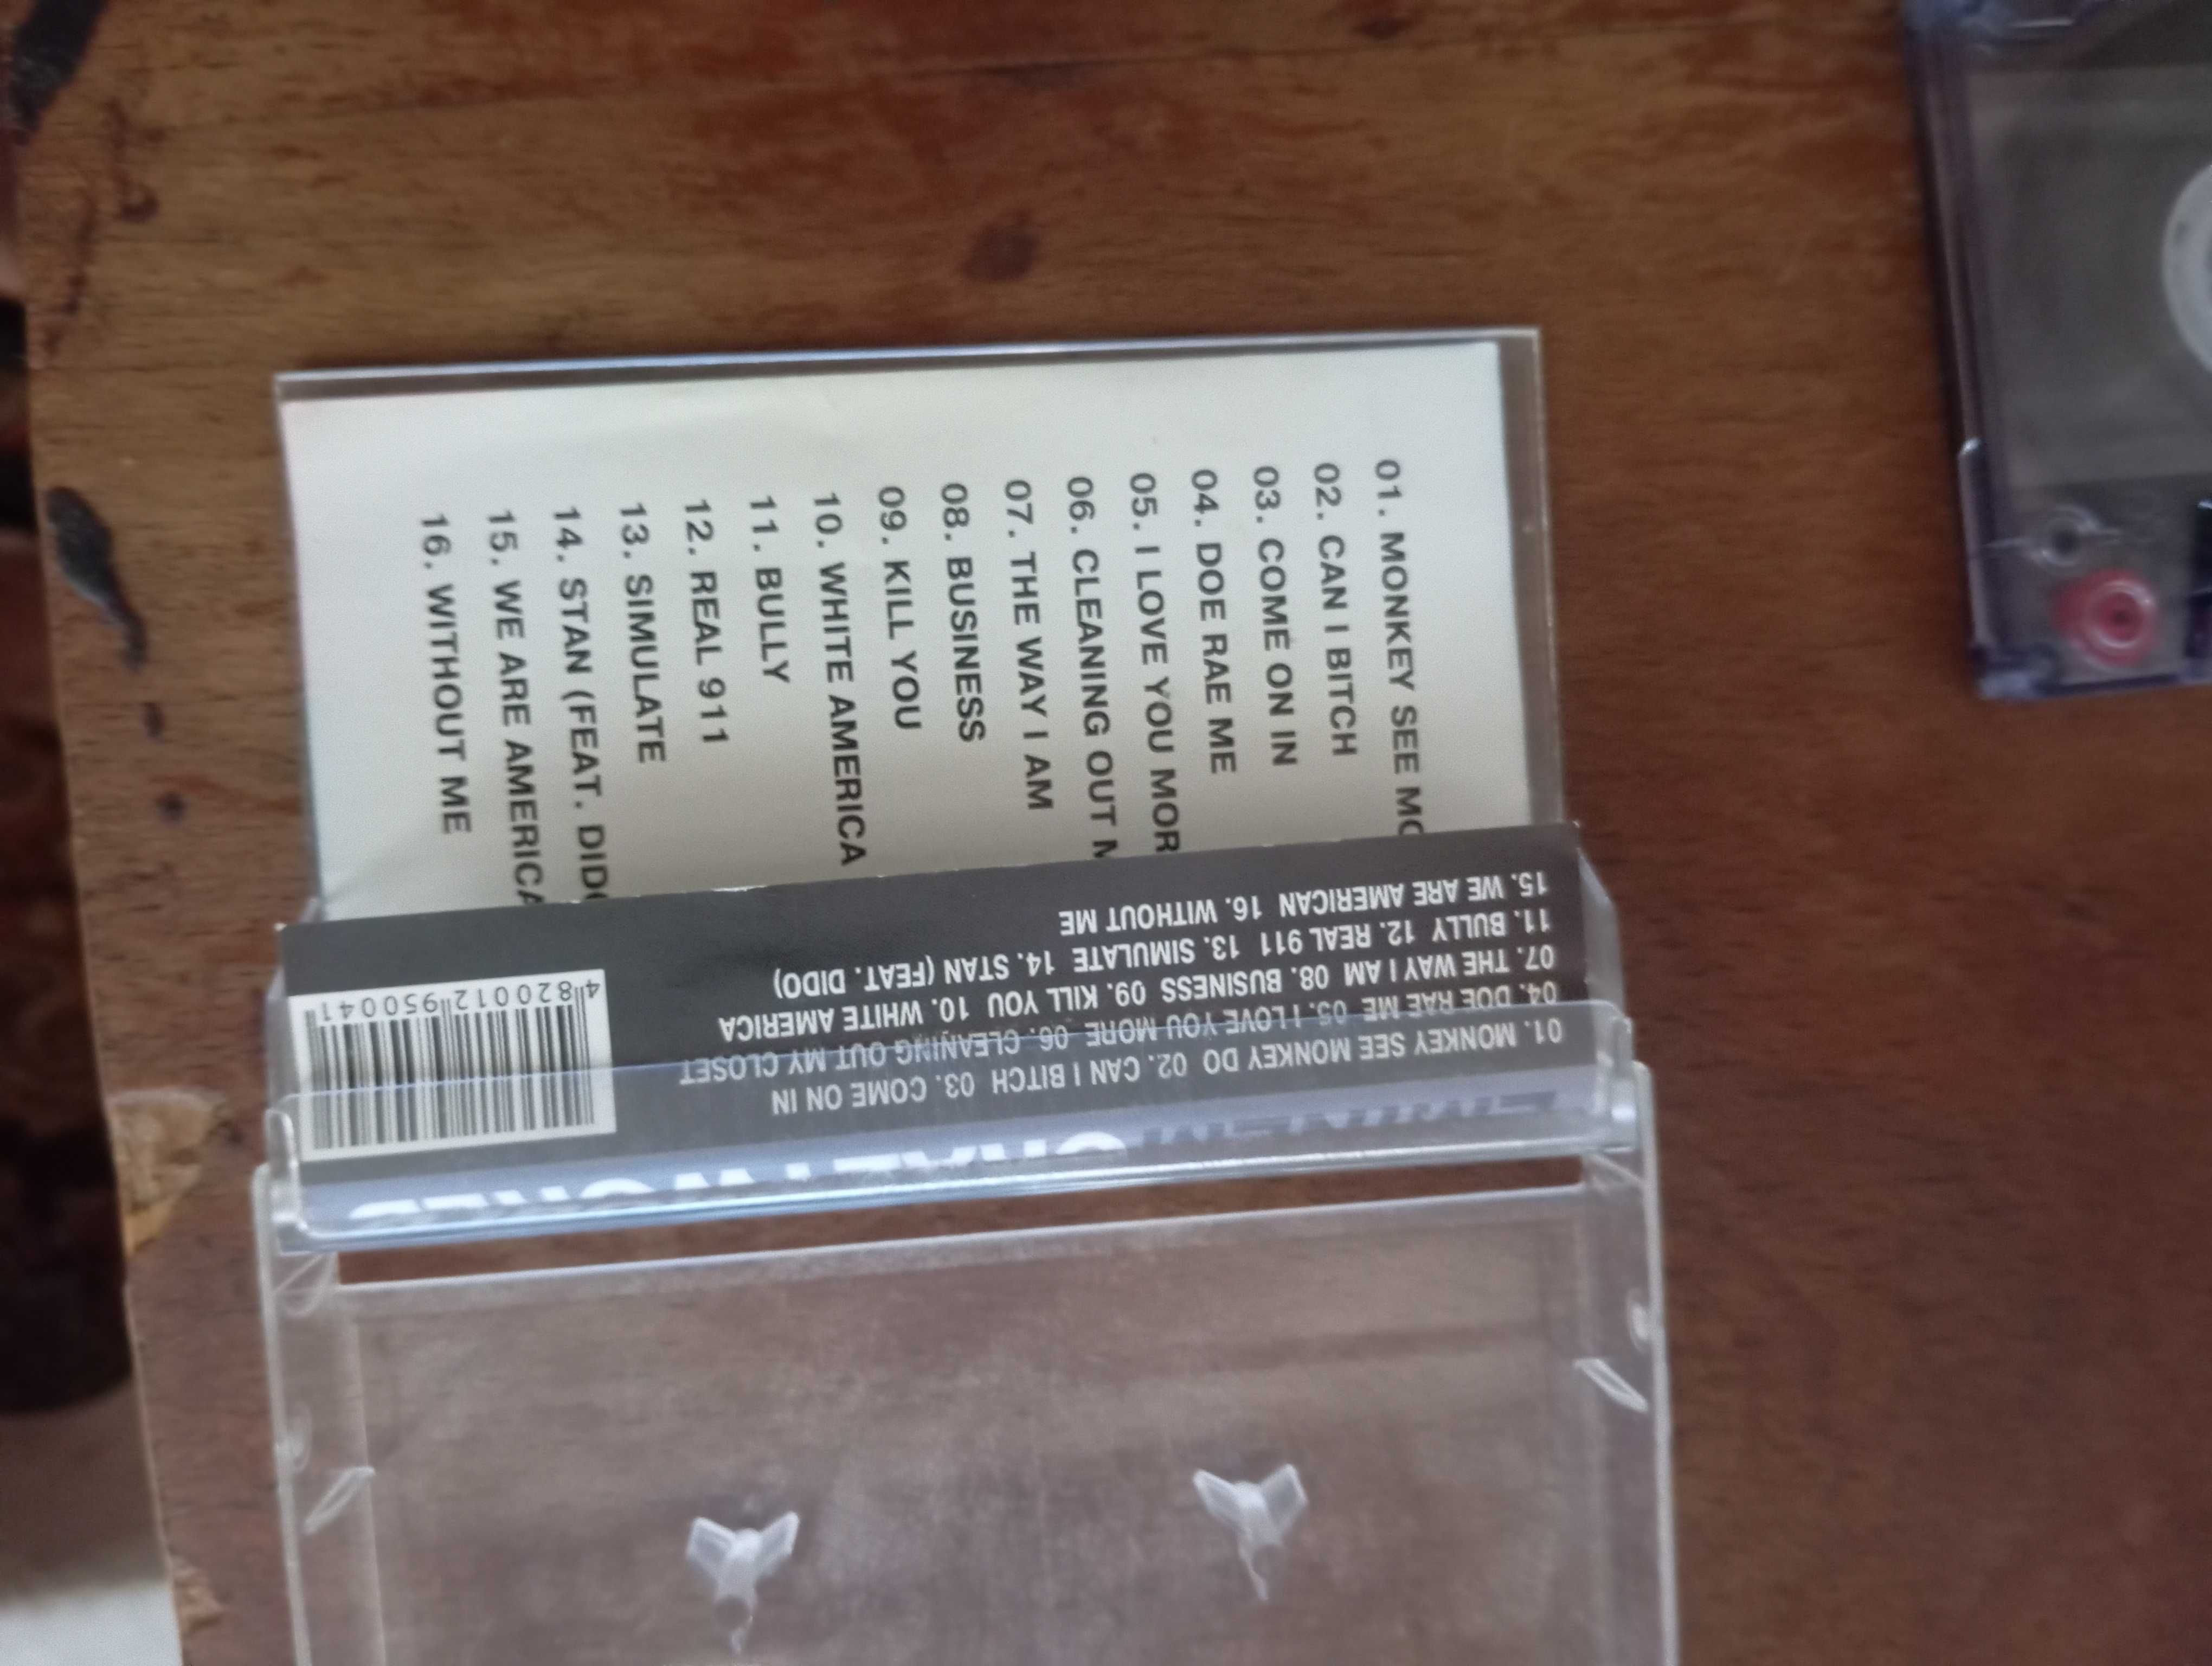 01. MONKEY SEE MO
02. CAN I BITCH
03. COME ON IN
04. DOE RAE ME
05. I LOVE YOU MOR
06. CLEANING OUT M
07. THE WAY I AM
08. BUSINESS
09. KILL YOU
10. WHITE AMERICA
11. BULLY
12. REAL 911
13. SIMULATE
14. STAN (FEAT. DIDO
15. WE ARE AMERICA
16. WITHOUT ME
01. MONKEY SEE MONKEY DO 02. CAN I BITCH 03. COME ON IN
04. DOE RAE ME 05. I LOVE YOU MORE 06. CLEANING OUT MY CLOSET
07. THE WAY I AM 08. BUSINESS 09. KILL YOU 10. WHITE AMERICA
11. BULLY 12. REAL 911 13. SIMULATE 14. STAN (FEAT. DIDO)
15. WE ARE AMERICAN 16. WITHOUT ME
4 820012 950041
EMINEM